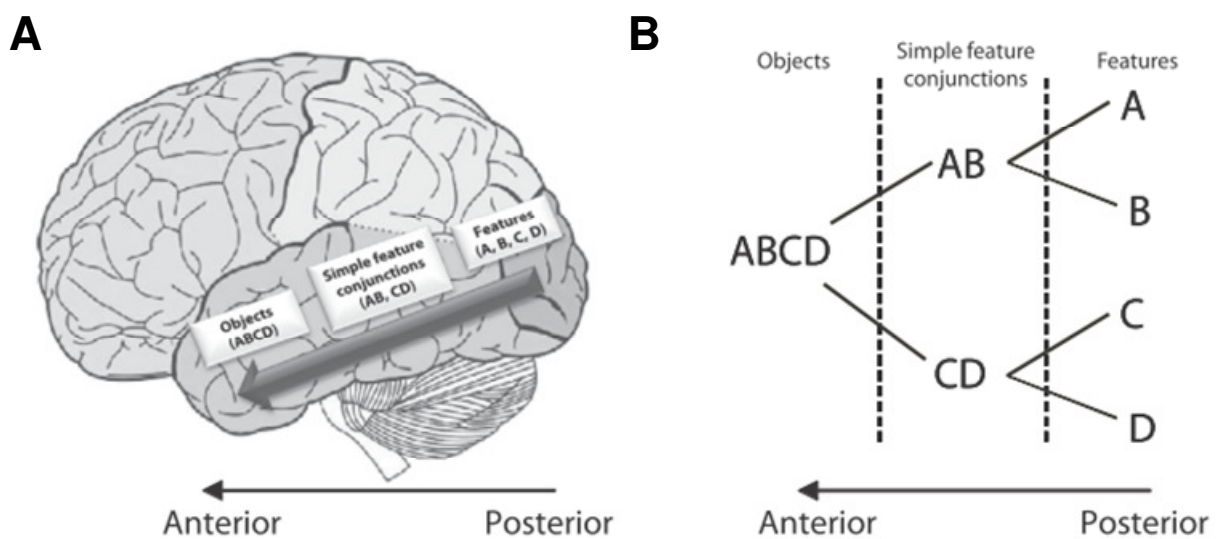 A
Features
(A, B, C, D)
Simple feature
conjunctions
(AB, CD)
Objects
(ABCD)
Anterior
Posterior
B
Objects
Simple feature
conjunctions
Features
A
AB
B
ABCD
C
CD
D
Anterior
Posterior